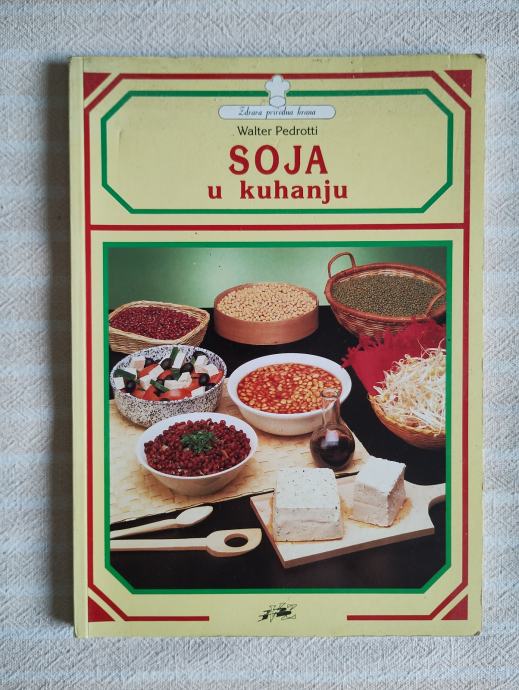 Zdrava prirodna hrana
Walter Pedrotti
SOJA
u kuhanju